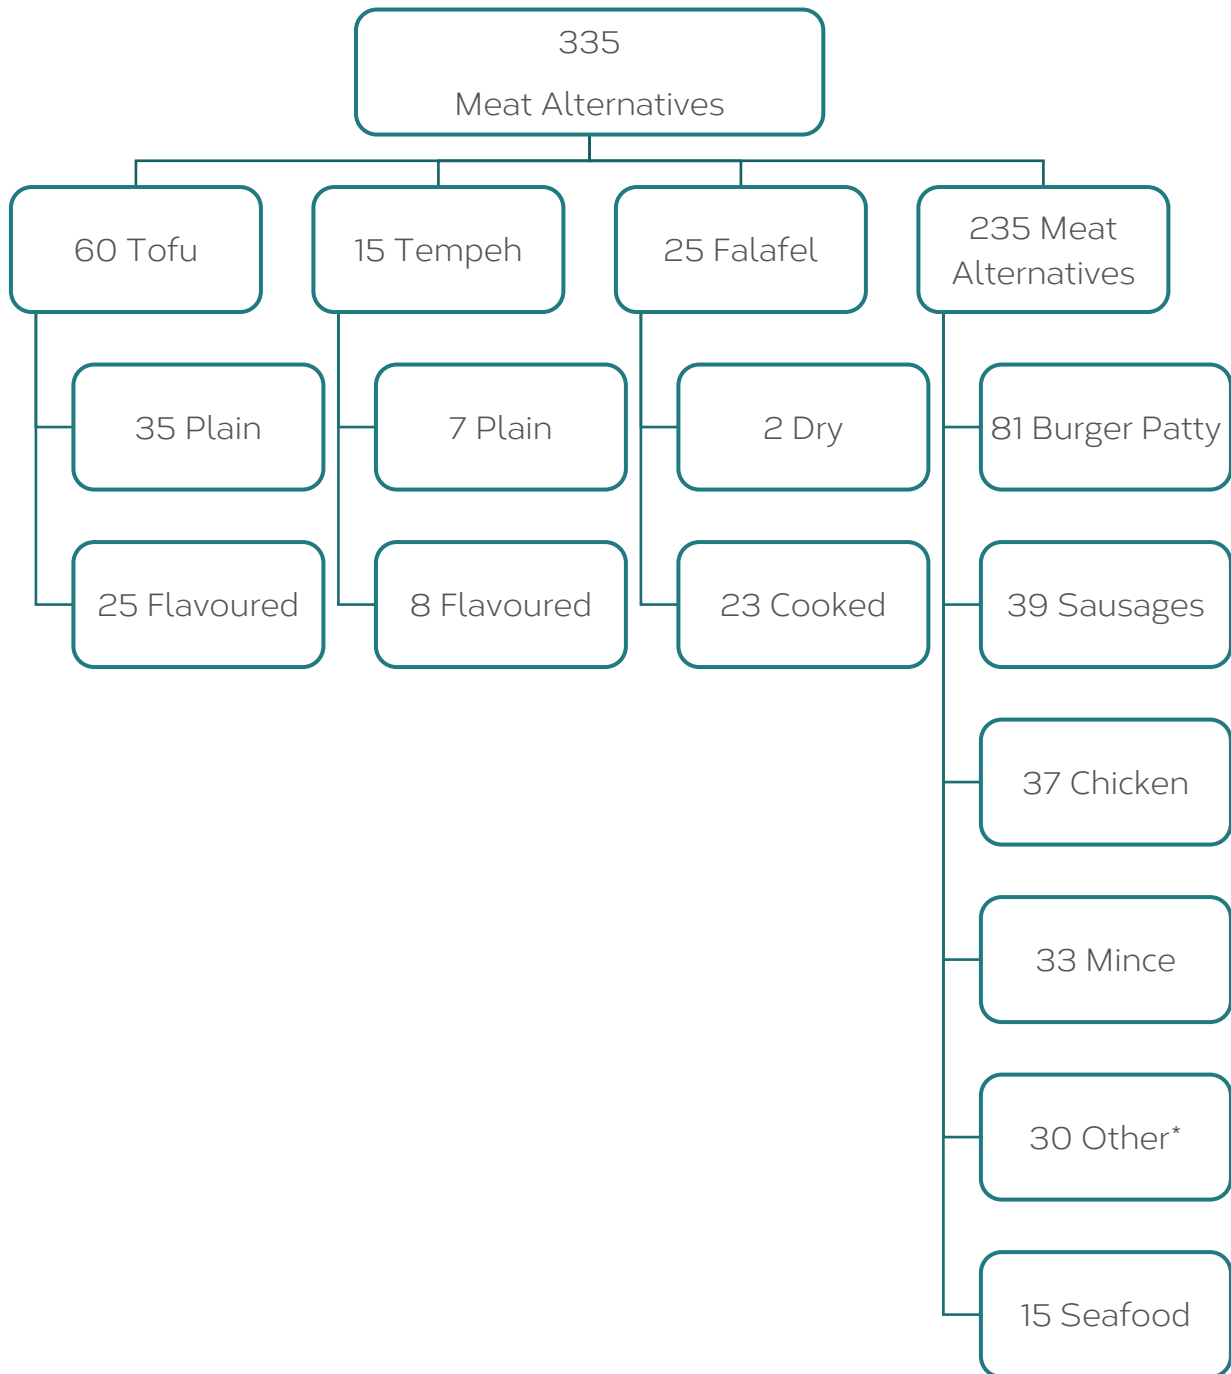 335
Meat Alternatives
60 Tofu
15 Tempeh
25 Falafel
235 Meat
Alternatives
35 Plain
7 Plain
2 Dry
81 Burger Patty
25 Flavoured
8 Flavoured
23 Cooked
39 Sausages
37 Chicken
33 Mince
30 Other*
15 Seafood